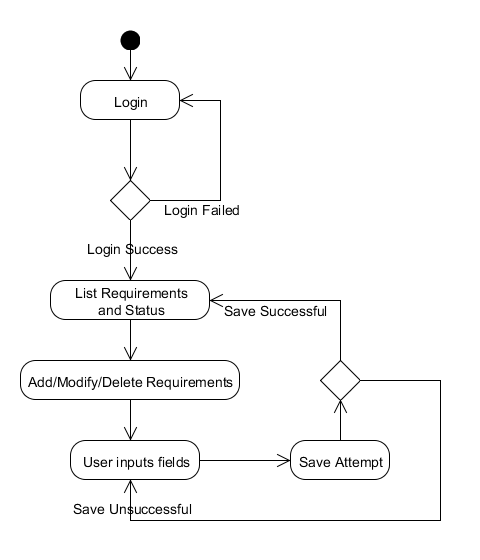 Login
Login Failed
Login Success
List Requirements
and Status
Save Successful
Add/Modify/Delete Requirements
User inputs fields
Save Attempt
Save Unsuccessful